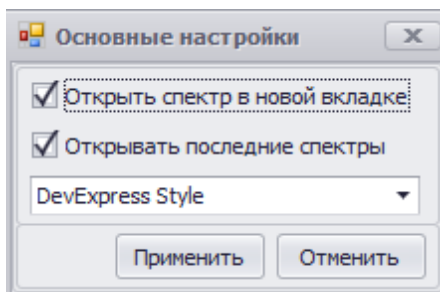 Основные настройки
Открыть спектр в новой вкладке
Открывать последние спектры
DevExpress Style
Применить Отменить